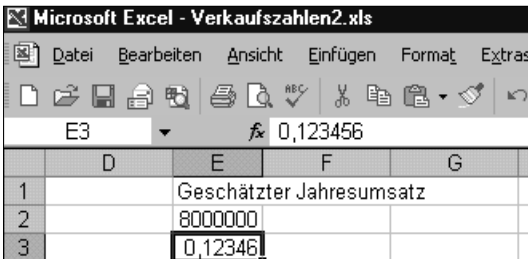 Microsoft Excel - Verkaufszahlen2.xls
Datei Bearbeiten Ansicht Einfügen Format Extras
ABC
E3 fx 0,123456
D E F G
1 Geschätzter Jahresumsatz
2 8000000
3 0,12346